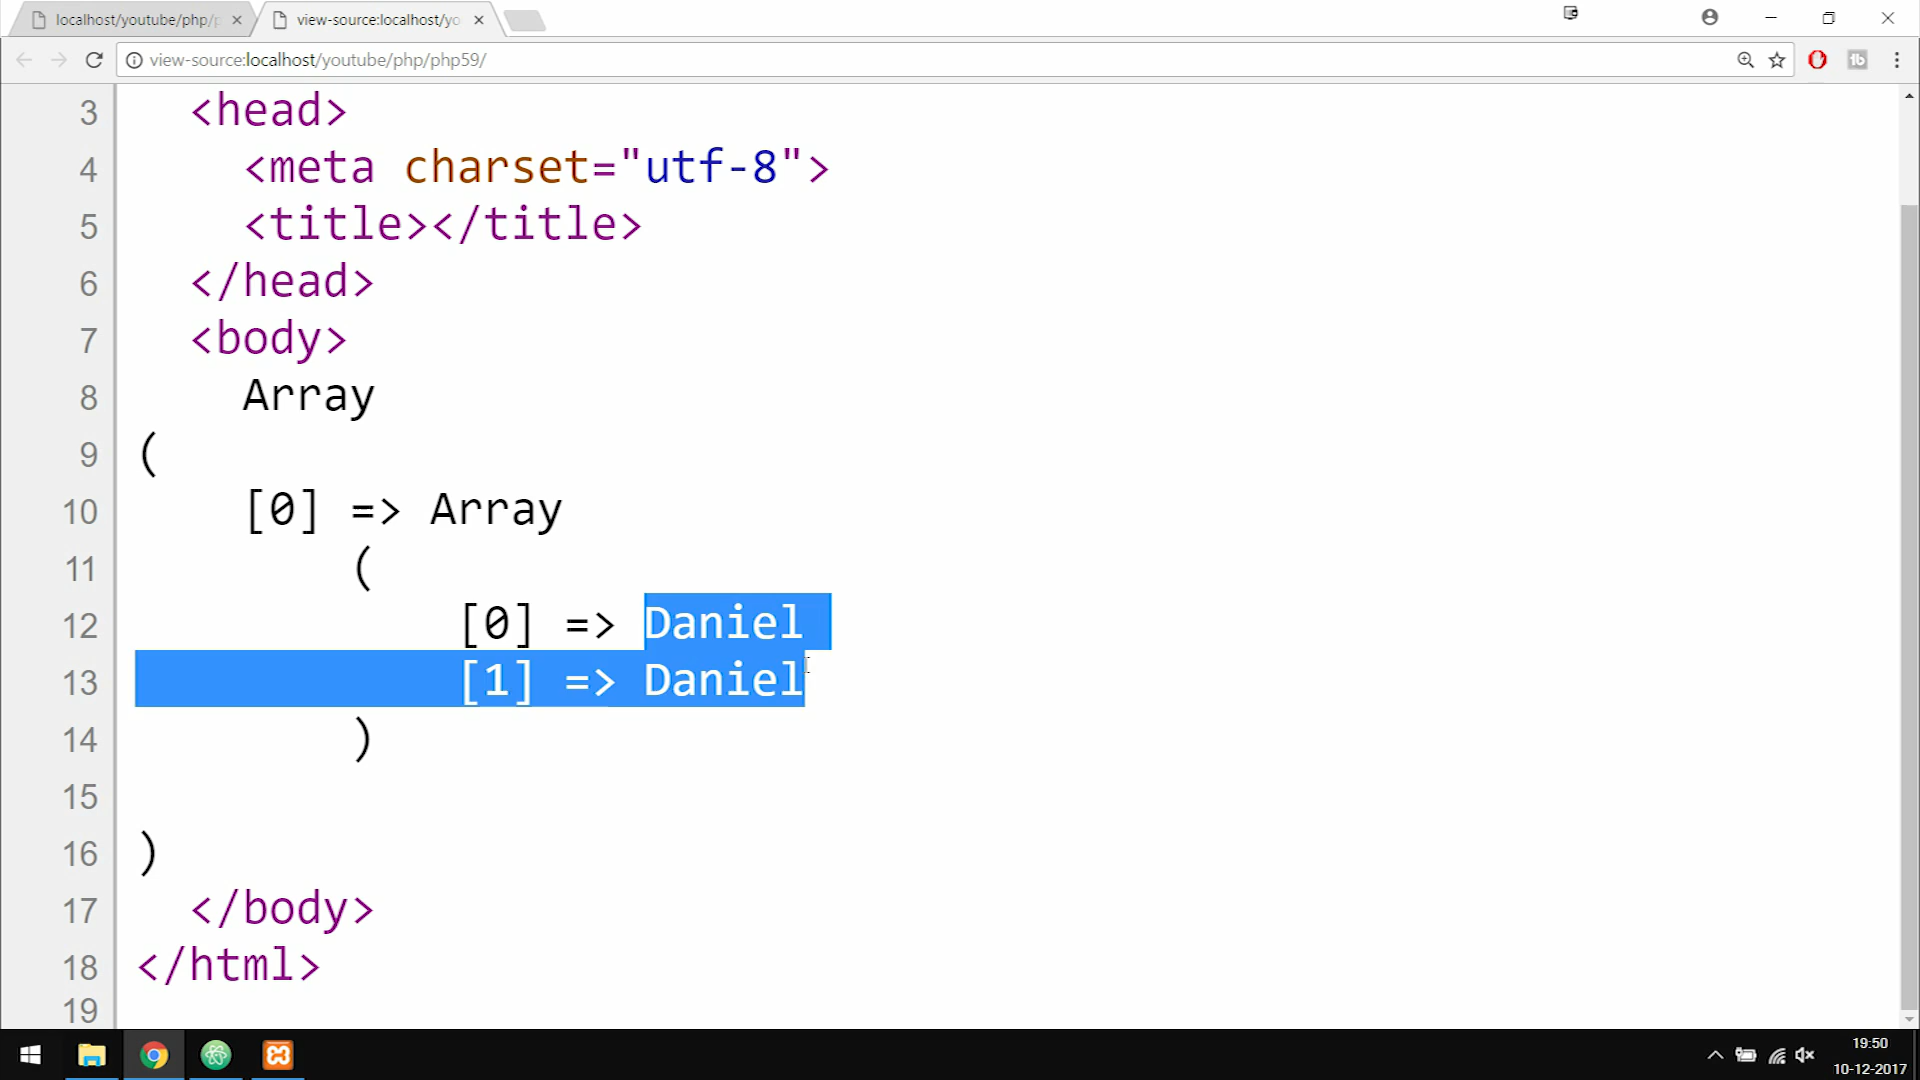 localhost/youtube/php/p
view-source:localhost/yo
view-source:localhost/youtube/php/php59/
3 <head>
4 <meta charset="utf-8">
5 <title></title>
6 </head>
7 <body>
8 Array
9 (
10 [0] => Array
11 (
12 [0] => Daniel
13 [1] => Daniel
14 )
15
16 )
17 </body>
18 </html>
19
19:50
10-12-2017